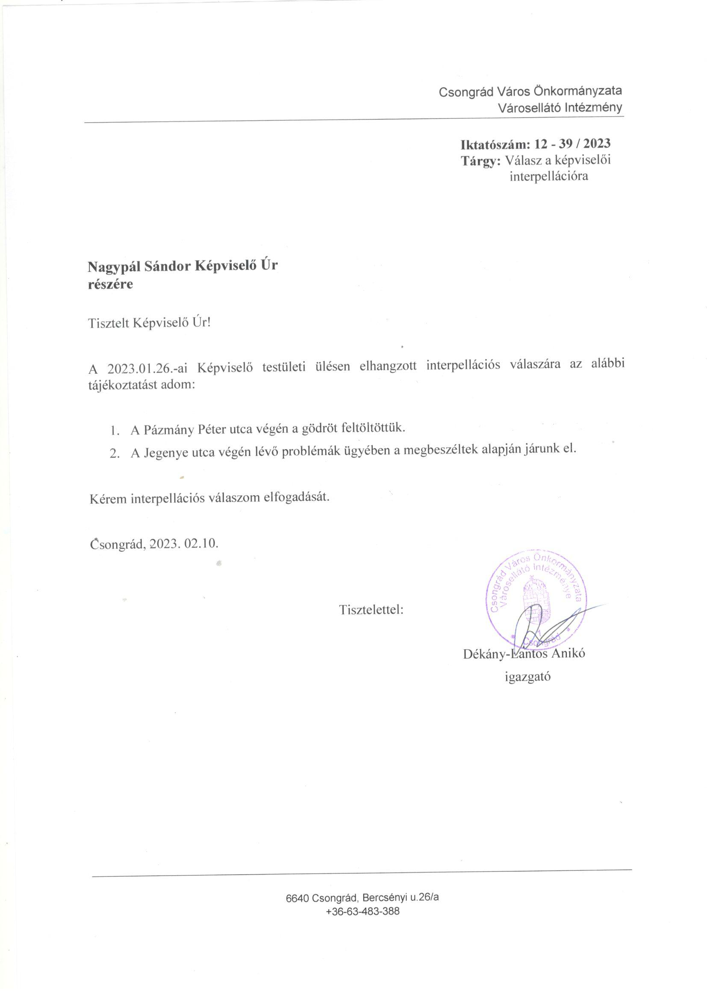 Csongrád Város Önkormányzata
Városellátó Intézmény
Iktatószám: 12 - 39 / 2023
Tárgy: Válasz a képviselői
interpellációra
Nagypál Sándor Képviselő Úr
részére
Tisztelt Képviselő Úr!
A 2023.01.26.-ai Képviselő testületi ülésen elhangzott interpellációs válaszára az alábbi
tájékoztatást adom:
1. A Pázmány Péter utca végén a gödröt feltöltöttük.
2. A Jegenye utca végén lévő problémák ügyében a megbeszéltek alapján járunk el.
Kérem interpellációs válaszom elfogadását.
Csongrád, 2023. 02.10.
Csongrád Város Önkormányzata
Városellátó Intézménye
1
Csongrád
Tisztelettel:
Dékány-Lantos Anikó
igazgató
6640 Csongrád, Bercsényi u.26/a
+36-63-483-388